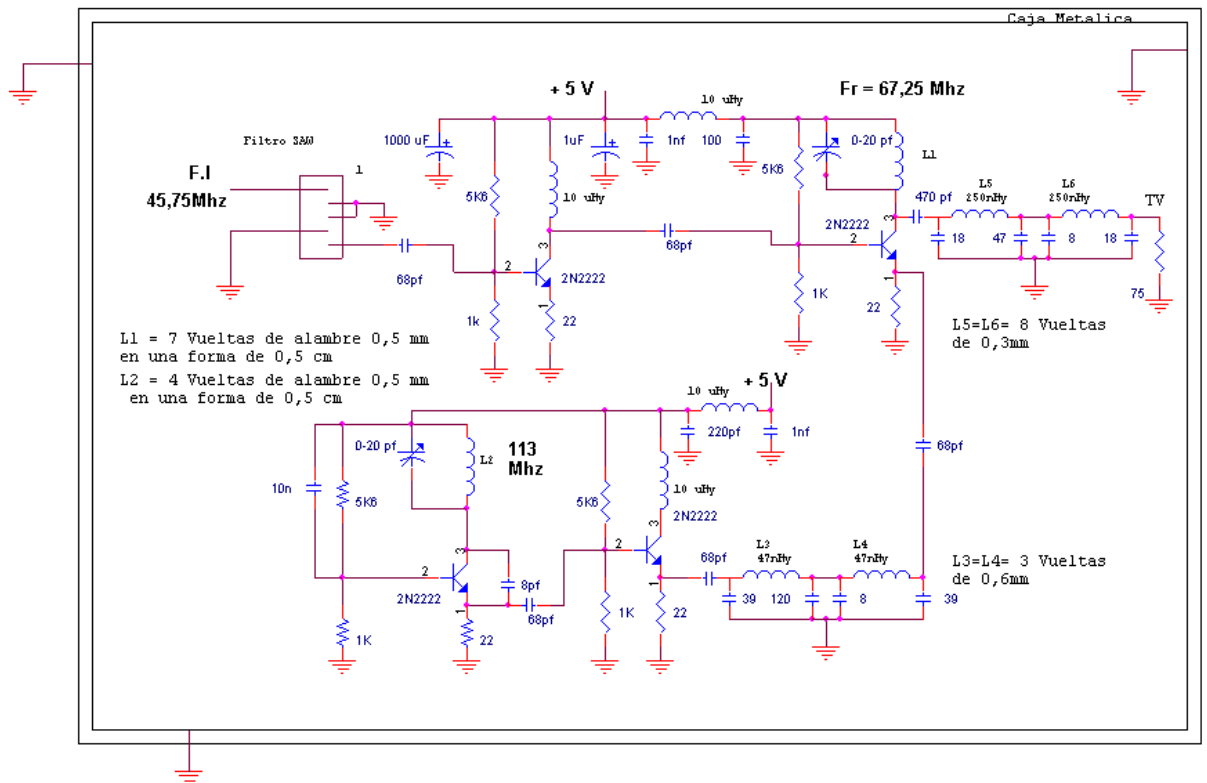 Caja Metalica
+ 5 V
Fr = 67,25 Mhz
10 uHy
Filtro SAW
1
1000 uF
1uF
1nf
100
0-20 pf
L1
F.I
45,75Mhz
5K6
10 uHy
5K6
470 pf
L5
250nHy
L6
250nHy
TV
3
2N2222
3
2
18
47
8
18
68pf
68pf
2
2N2222
1
1
1k
22
1K
22
75
L1 = 7 Vueltas de alambre 0,5 mm
en una forma de 0,5 cm
L2 = 4 Vueltas de alambre 0,5 mm
en una forma de 0,5 cm
L5=L6= 8 Vueltas
de 0,3mm
10 uHy
+ 5 V
220pf
1nf
0-20 pf
L2
113
Mhz
68pf
10n
5K6
5K6
10 uHy
2N2222
3
2
3
2
2N2222
1
8pf
68pf
1
68pf
L3
47nHy
L4
47nHy
L3=L4= 3 Vueltas
de 0,6mm
39
120
8
39
1K
22
1K
22